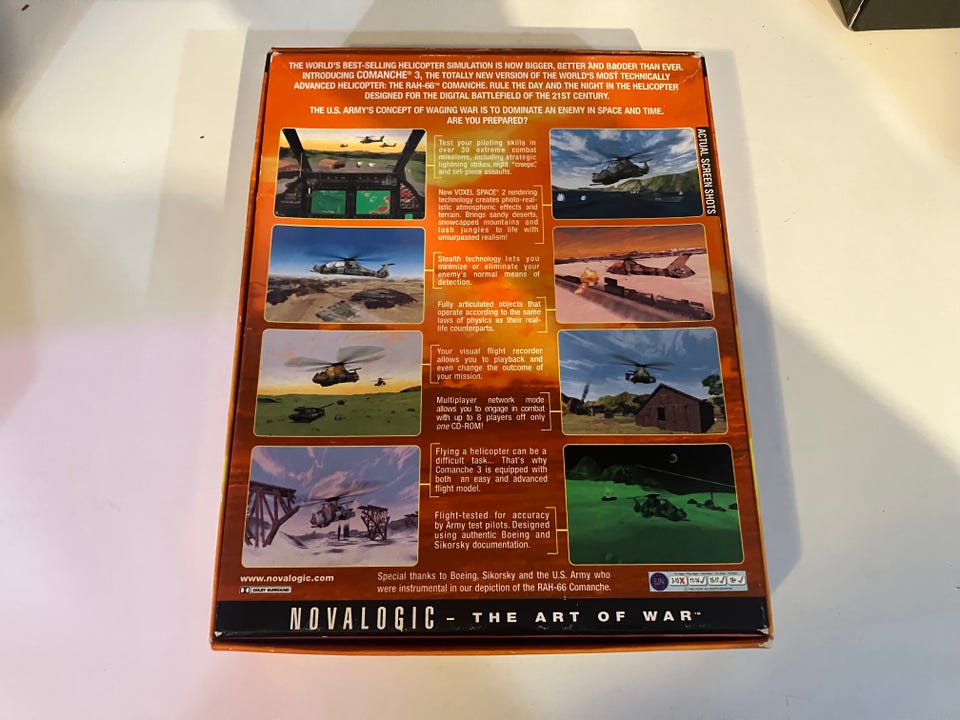 THE WORLD'S BEST-SELLING HELICOPTER SIMULATION IS NOW BIGGER, BETTER AND BADDER THAN EVER.
INTRODUCING COMANCHE® 3, THE TOTALLY NEW VERSION OF THE WORLD'S MOST TECHNICALLY
ADVANCED HELICOPTER: THE RAH-66™ COMANCHE. RULE THE DAY AND THE NIGHT IN THE HELICOPTER
DESIGNED FOR THE DIGITAL BATTLEFIELD OF THE 21ST CENTURY.
THE U.S. ARMY'S CONCEPT OF WAGING WAR IS TO DOMINATE AN ENEMY IN SPACE AND TIME.
ARE YOU PREPARED?
ACTUAL SCREEN SHOTS
Test your piloting skills in
over 30 extreme combat
missions, including strategic
lightning strikes, night "creeps",
and set-piece assaults.
New VOXEL SPACE® 2 rendering
technology creates photo-real-
istic atmospheric effects and
terrain. Brings sandy deserts,
snowcapped mountains and
lush jungles to life with
unsurpassed realism!
Stealth technology lets you
minimize or eliminate your
enemy's normal means of
detection.
Fully articulated objects that
operate according to the same
laws of physics as their real-
life counterparts.
Your visual flight recorder
allows you to playback and
even change the outcome of
your mission.
Multiplayer network mode
allows you to engage in combat
with up to 8 players off only
one CD-ROM!
Flying a helicopter can be a
difficult task... That's why
Comanche 3 is equipped with
both an easy and advanced
flight model.
Flight-tested for accuracy
by Army test pilots. Designed
using authentic Boeing and
Sikorsky documentation.
www.novalogic.com
DOLBY SURROUND
Special thanks to Boeing, Sikorsky and the U.S. Army who
were instrumental in our depiction of the RAH-66 Comanche.
3-10 11-14 15-17 18+
NOVALOGIC – THE ART OF WAR™